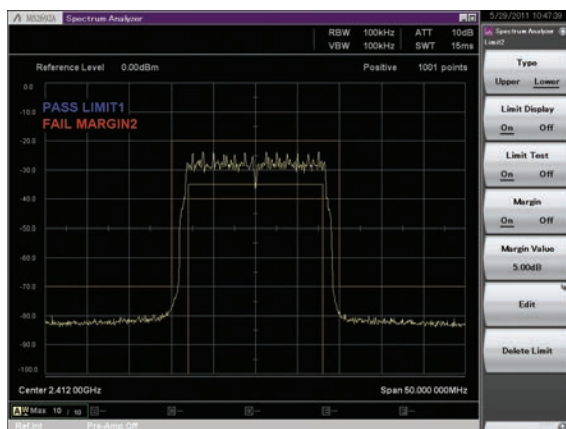 MS2692A Spectrum Analyzer
5/29/2011 10:47:39
RBW 100kHz ATT 10dB
VBW 100kHz SWT 15ms
Reference Level 0.00dBm Positive 1001 points
0.0
PASS LIMIT1
-10.0
FAIL MARGIN2
-20.0
-30.0
-40.0
-50.0
-60.0
-70.0
-80.0
-90.0
-100.0
Center 2.412 00GHz Span 50.000 000MHz
A W Max 10 / 10
Ref.Int Pre-Amp Off
Spectrum Analyzer
Limit2
Type
Upper Lower
Limit Display
On Off
Limit Test
On Off
Margin
On Off
Margin Value
5.00dB
Edit
Delete Limit